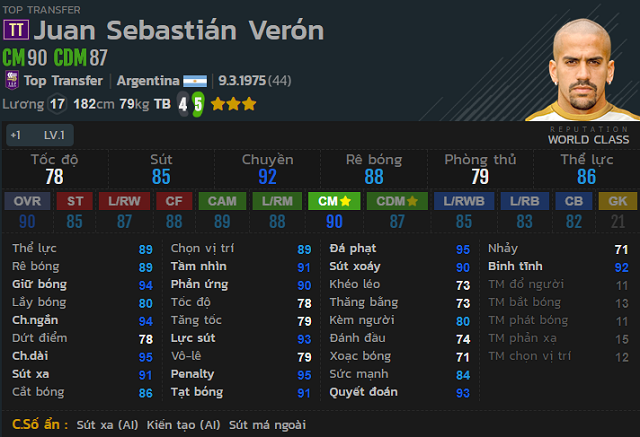 TOP TRANSFER
TT Juan Sebastián Verón
CM 90 CDM 87
Top Transfer Argentina 9.3.1975 (44)
Lương 17 182cm 79kg TB 4 5
+1 LV.1
REPUTATION
WORLD CLASS
Tốc độ Sút Chuyền Rê bóng Phòng thủ Thể lực
78 85 92 88 79 86
OVR ST L/RW CF CAM L/RM CM CDM L/RWB L/RB CB GK
90 85 87 88 89 88 90 87 85 83 82 21
Thể lực 89 Chọn vị trí 89 Đá phạt 95 Nhảy 71
Rê bóng 89 Tầm nhìn 91 Sút xoáy 90 Bình tĩnh 92
Giữ bóng 94 Phản ứng 90 Khéo léo 73 TM đổ người 11
Lấy bóng 80 Tốc độ 78 Thăng bằng 73 TM bắt bóng 13
Ch.ngắn 94 Tăng tốc 79 Kèm người 80 TM phát bóng 11
Dứt điểm 78 Lực sút 93 Đánh đầu 74 TM phản xạ 15
Ch.dài 95 Vô-lê 79 Xoạc bóng 71 TM chọn vị trí 12
Sút xa 91 Penalty 95 Sức mạnh 84
Cắt bóng 86 Tạt bóng 91 Quyết đoán 93
C.Số ẩn : Sút xa (AI) Kiến tạo (AI) Sút má ngoài